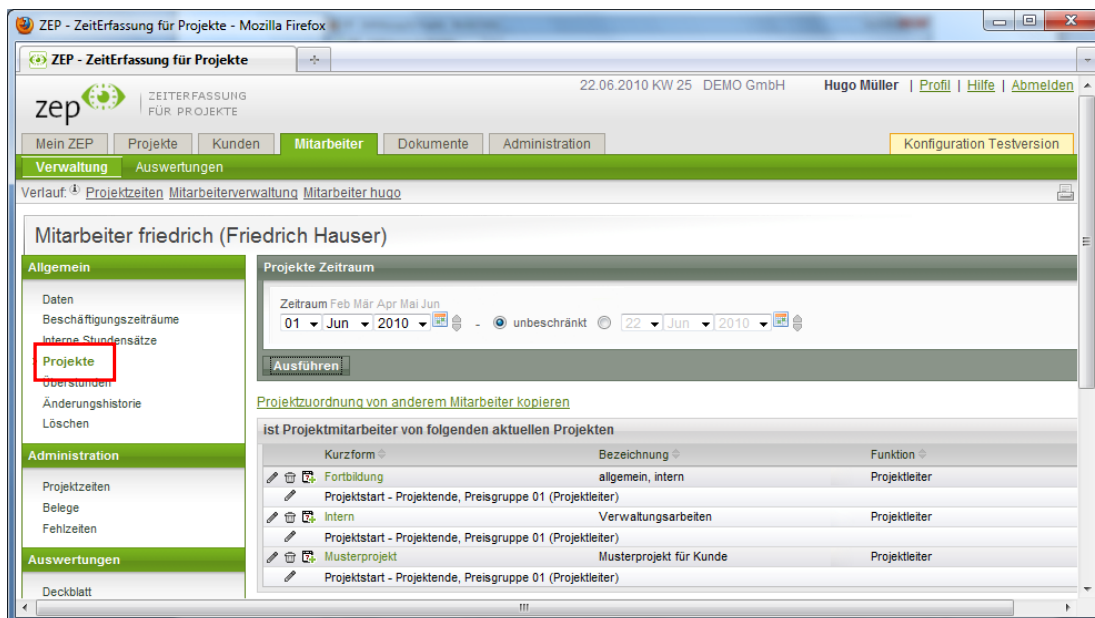 ZEP - ZeitErfassung für Projekte - Mozilla Firefox
ZEP - ZeitErfassung für Projekte
22.06.2010 KW 25 DEMO GmbH Hugo Müller | Profil | Hilfe | Abmelden
zep ZEITERFASSUNG
FÜR PROJEKTE
Mein ZEP Projekte Kunden Mitarbeiter Dokumente Administration Konfiguration Testversion
Verwaltung Auswertungen
Verlauf: Projektzeiten Mitarbeiterverwaltung Mitarbeiter hugo
Mitarbeiter friedrich (Friedrich Hauser)
Allgemein
Daten
Beschäftigungszeiträume
Interne Stundensätze
Projekte
Überstunden
Änderungshistorie
Löschen
Administration
Projektzeiten
Belege
Fehlzeiten
Auswertungen
Deckblatt
Projekte Zeitraum
Zeitraum Feb Mär Apr Mai Jun
01 Jun 2010 - unbeschränkt 22 Jun 2010
Ausführen
Projektzuordnung von anderem Mitarbeiter kopieren
ist Projektmitarbeiter von folgenden aktuellen Projekten
Kurzform Bezeichnung Funktion
Fortbildung allgemein, intern Projektleiter
Projektstart - Projektende, Preisgruppe 01 (Projektleiter)
Intern Verwaltungsarbeiten Projektleiter
Projektstart - Projektende, Preisgruppe 01 (Projektleiter)
Musterprojekt Musterprojekt für Kunde Projektleiter
Projektstart - Projektende, Preisgruppe 01 (Projektleiter)